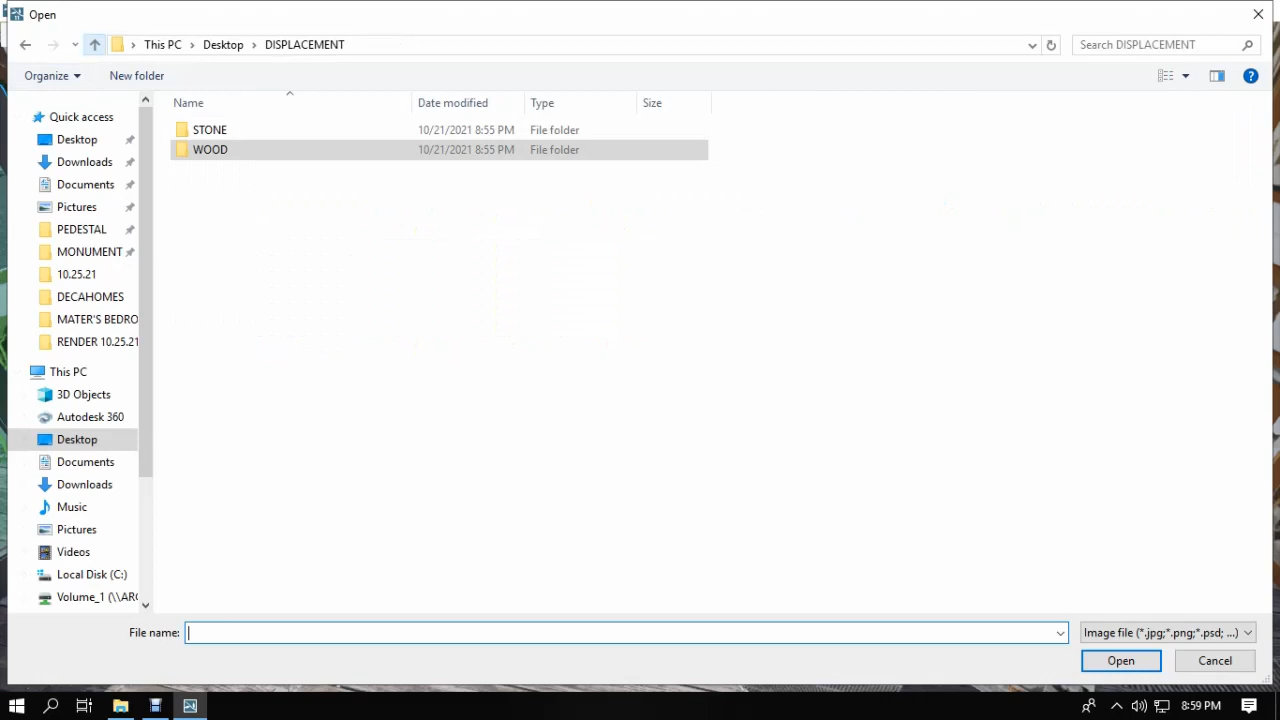 Open
This PC Desktop DISPLACEMENT
Search DISPLACEMENT
Organize New folder
Name Date modified Type Size
STONE 10/21/2021 8:55 PM File folder
WOOD 10/21/2021 8:55 PM File folder
Quick access
Desktop
Downloads
Documents
Pictures
PEDESTAL
MONUMENT
10.25.21
DECAHOMES
MATER'S BEDRO
RENDER 10.25.21
This PC
3D Objects
Autodesk 360
Desktop
Documents
Downloads
Music
Pictures
Videos
Local Disk (C:)
Volume_1 (\\ARC
File name:
Image file (*.jpg;*.png;*.psd; ...)
Open Cancel
8:59 PM